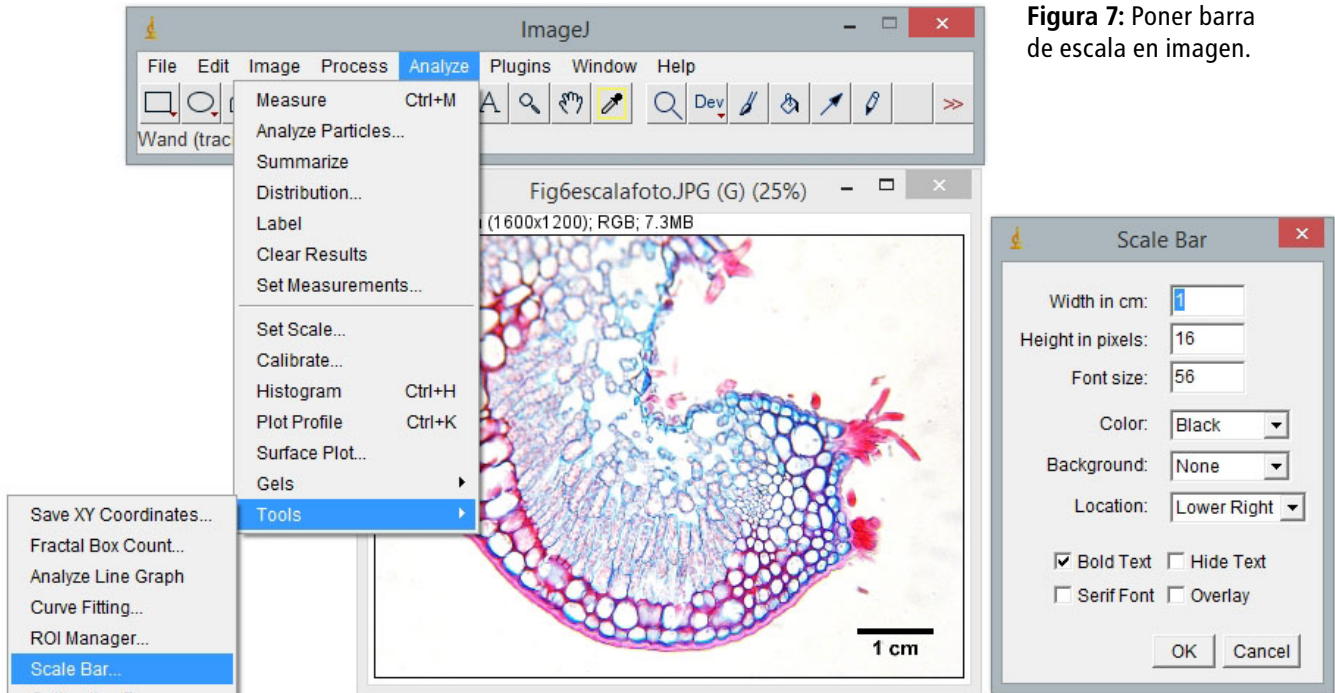 Figura 7: Poner barra
de escala en imagen.
ImageJ
File Edit Image Process Analyze Plugins Window Help
A Dev >>
Measure Ctrl+M
Analyze Particles...
Summarize
Distribution...
Label
Clear Results
Set Measurements...
Set Scale...
Calibrate...
Histogram Ctrl+H
Plot Profile Ctrl+K
Surface Plot...
Gels
Tools
Save XY Coordinates...
Fractal Box Count...
Analyze Line Graph
Curve Fitting...
ROI Manager...
Scale Bar...
Fig6escalafoto.JPG (G) (25%)
(1600x1200); RGB; 7.3MB
1 cm
Scale Bar
Width in cm: 1
Height in pixels: 16
Font size: 56
Color: Black
Background: None
Location: Lower Right
Bold Text Hide Text
Serif Font Overlay
OK Cancel